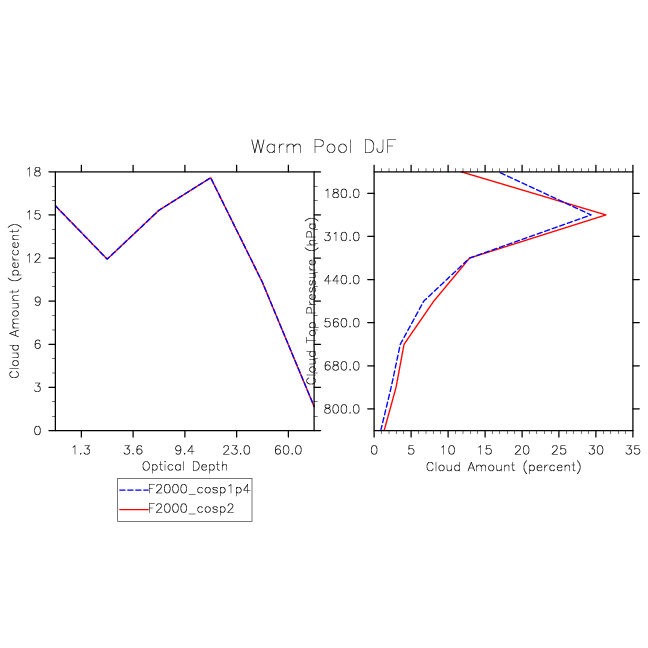 Warm Pool DJF
Cloud Amount (percent)
18
15
12
9
6
3
0
1.3 3.6 9.4 23.0 60.0
Optical Depth
Cloud Top Pressure (hPa)
180.0
310.0
440.0
560.0
680.0
800.0
0 5 10 15 20 25 30 35
Cloud Amount (percent)
F2000_cosp1p4
F2000_cosp2